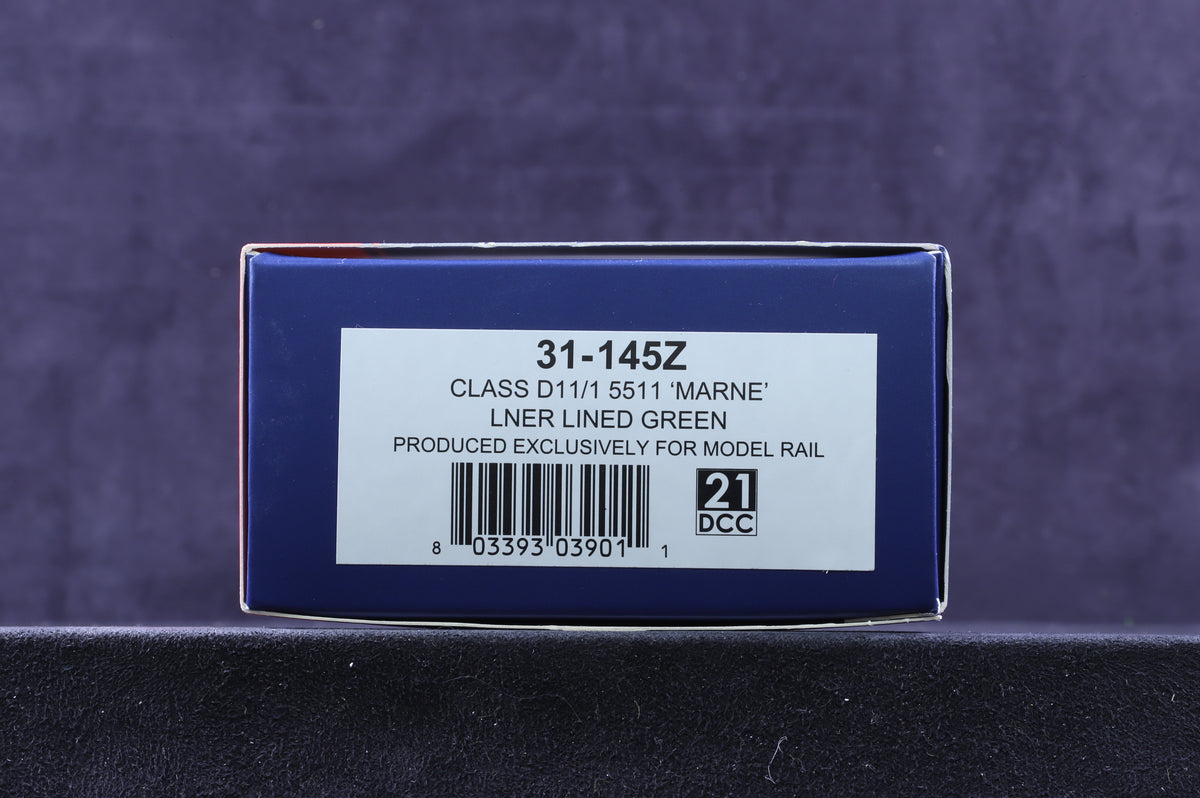 31-145Z
CLASS D11/1 5511 ‘MARNE’
LNER LINED GREEN
PRODUCED EXCLUSIVELY FOR MODEL RAIL
21
DCC
8 03393 03901 1